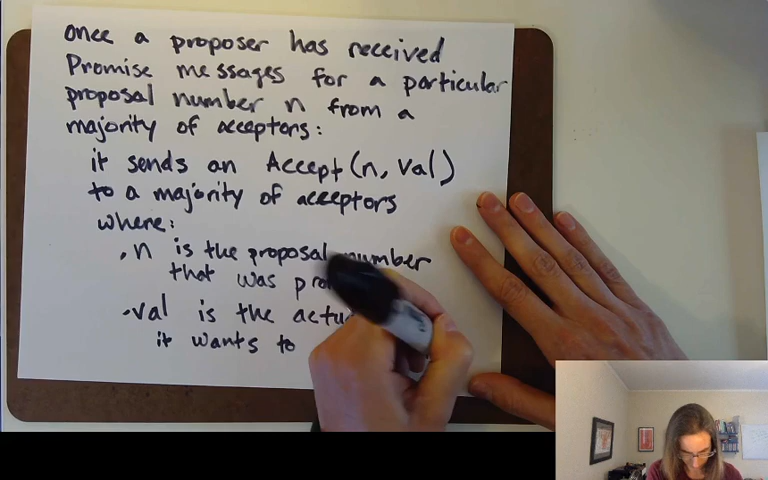 once a proposer has received
Promise messages for a particular
proposal number n from a
majority of acceptors:
it sends an Accept(n, val)
to a majority of acceptors
where:
. n is the proposal number
that was
. val is the
it wants to